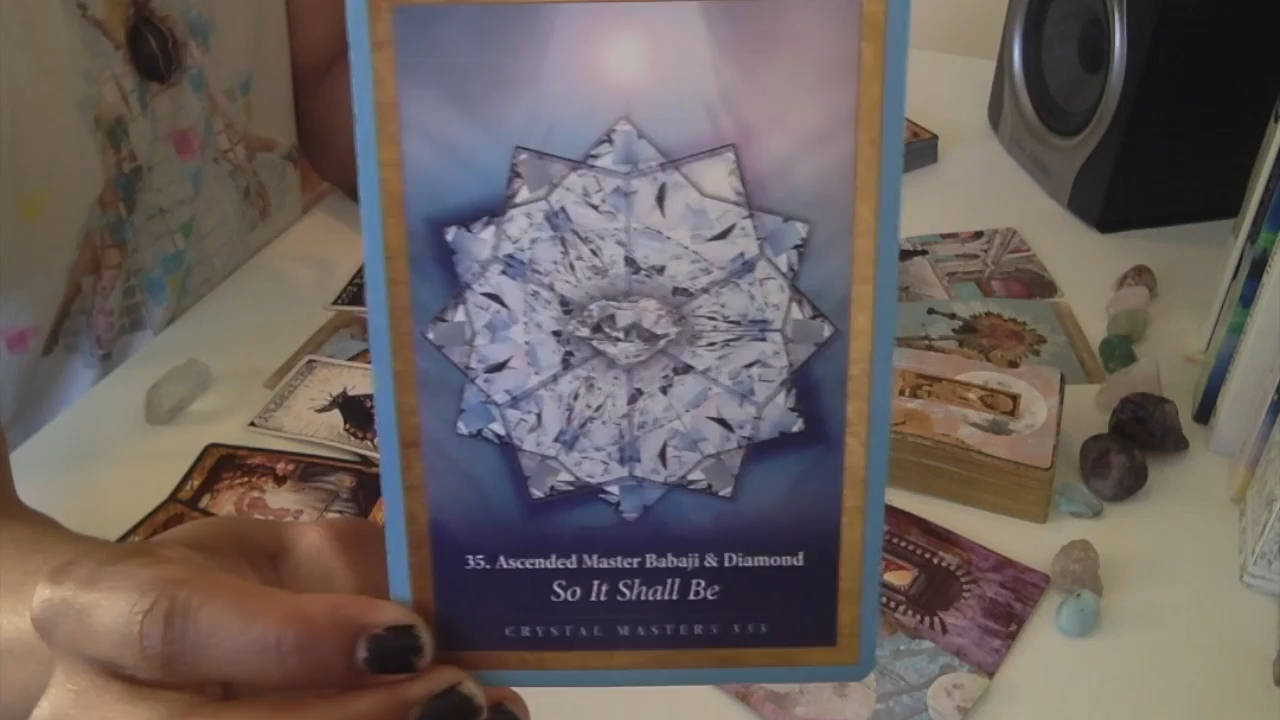 35. Ascended Master Babaji & Diamond
So It Shall Be
CRYSTAL MASTERS 333